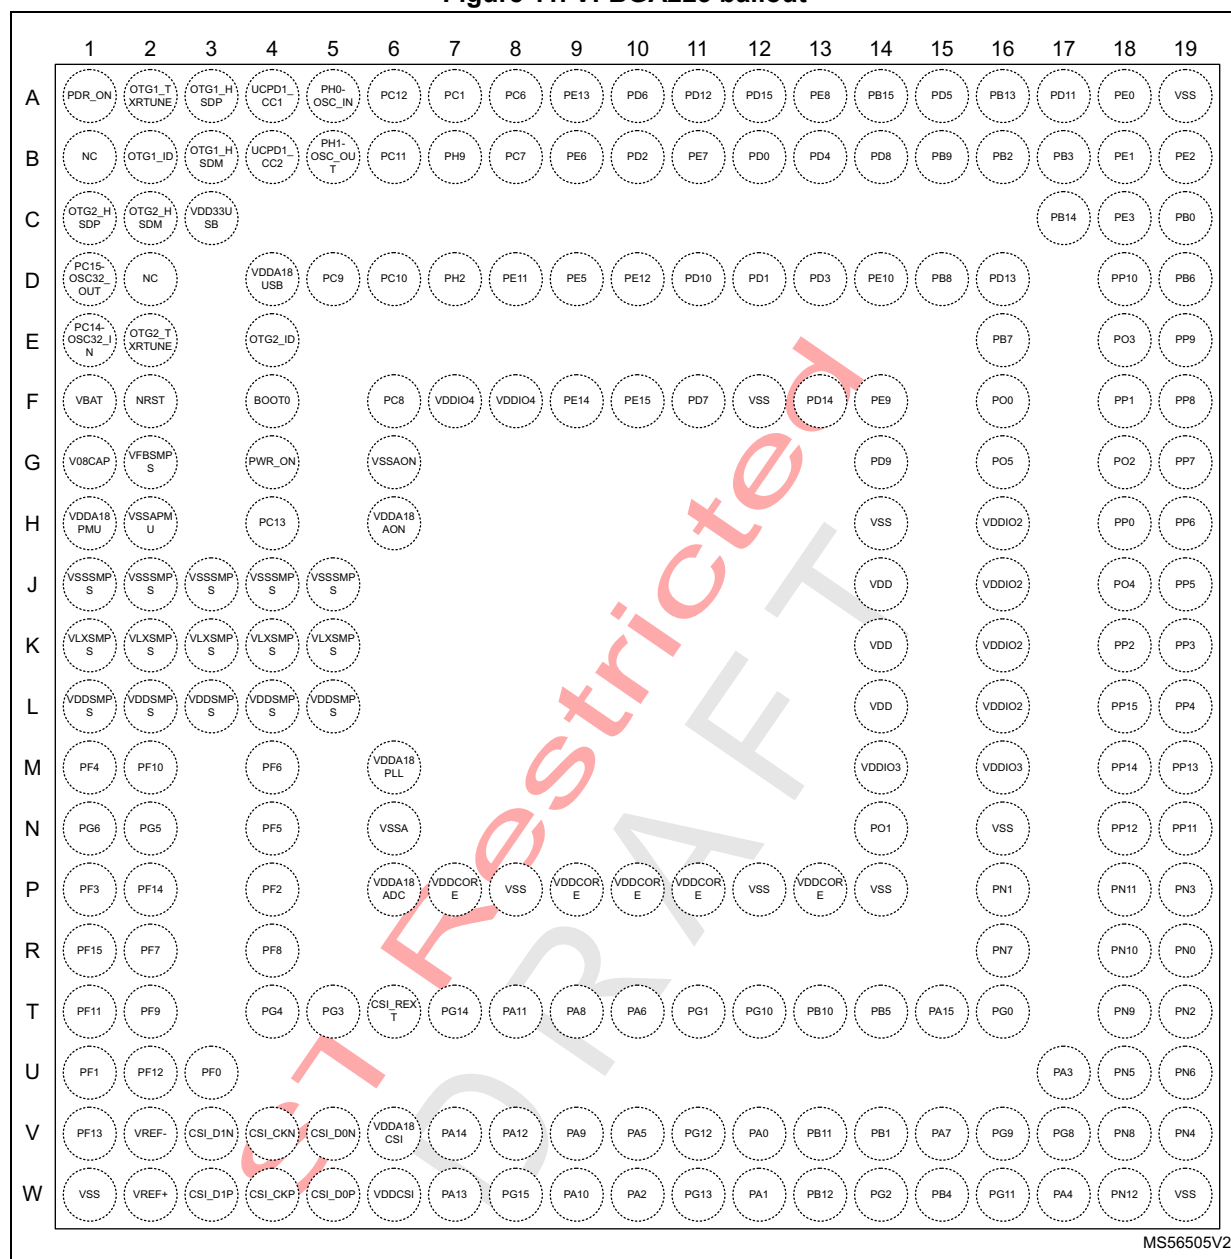 Figure 11. VFBGA223 ballout
1 2 3 4 5 6 7 8 9 10 11 12 13 14 15 16 17 18 19
A PDR_ON OTG1_TXRTUNE OTG1_HSDP UCPD1_CC1 PH0-OSC_IN PC12 PC1 PC6 PE13 PD6 PD12 PD15 PE8 PB15 PD5 PB13 PD11 PE0 VSS
B NC OTG1_ID OTG1_HSDM UCPD1_CC2 PH1-OSC_OUT PC11 PH9 PC7 PE6 PD2 PE7 PD0 PD4 PD8 PB9 PB2 PB3 PE1 PE2
C OTG2_HSDP OTG2_HSDM VDD33USB PB14 PE3 PB0
D PC15-OSC32_OUT NC VDDA18USB PC9 PC10 PH2 PE11 PE5 PE12 PD10 PD1 PD3 PE10 PB8 PD13 PP10 PB6
E PC14-OSC32_IN OTG2_TXRTUNE OTG2_ID PB7 PO3 PP9
F VBAT NRST BOOT0 PC8 VDDIO4 VDDIO4 PE14 PE15 PD7 VSS PD14 PE9 PO0 PP1 PP8
G V08CAP VFBSMPS PWR_ON VSSAON PD9 PO5 PO2 PP7
H VDDA18PMU VSSAPMU PC13 VDDA18AON VSS VDDIO2 PP0 PP6
J VSSSMPS VSSSMPS VSSSMPS VSSSMPS VSSSMPS VDD VDDIO2 PO4 PP5
K VLXSMPS VLXSMPS VLXSMPS VLXSMPS VLXSMPS VDD VDDIO2 PP2 PP3
L VDDSMPS VDDSMPS VDDSMPS VDDSMPS VDDSMPS VDD VDDIO2 PP15 PP4
M PF4 PF10 PF6 VDDA18PLL VDDIO3 VDDIO3 PP14 PP13
N PG6 PG5 PF5 VSSA PO1 VSS PP12 PP11
P PF3 PF14 PF2 VDDA18ADC VDDCORE VSS VDDCORE VDDCORE VDDCORE VSS VDDCORE VSS PN1 PN11 PN3
R PF15 PF7 PF8 PN7 PN10 PN0
T PF11 PF9 PG4 PG3 CSI_REXT PG14 PA11 PA8 PA6 PG1 PG10 PB10 PB5 PA15 PG0 PN9 PN2
U PF1 PF12 PF0 PA3 PN5 PN6
V PF13 VREF- CSI_D1N CSI_CKN CSI_D0N VDDA18CSI PA14 PA12 PA9 PA5 PG12 PA0 PB11 PB1 PA7 PG9 PG8 PN8 PN4
W VSS VREF+ CSI_D1P CSI_CKP CSI_D0P VDDCSI PA13 PG15 PA10 PA2 PG13 PA1 PB12 PG2 PB4 PG11 PA4 PN12 VSS
ST Restricted
DRAFT
MS56505V2